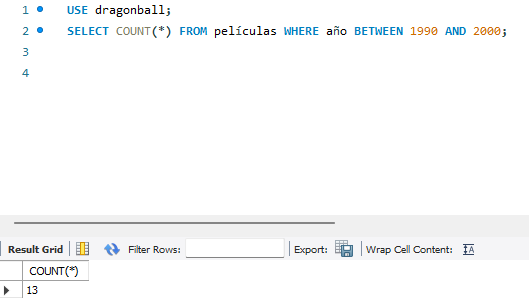 1 USE dragonball;
2 SELECT COUNT(*) FROM películas WHERE año BETWEEN 1990 AND 2000;
3
4
Result Grid Filter Rows: Export: Wrap Cell Content: IA
COUNT(*)
13